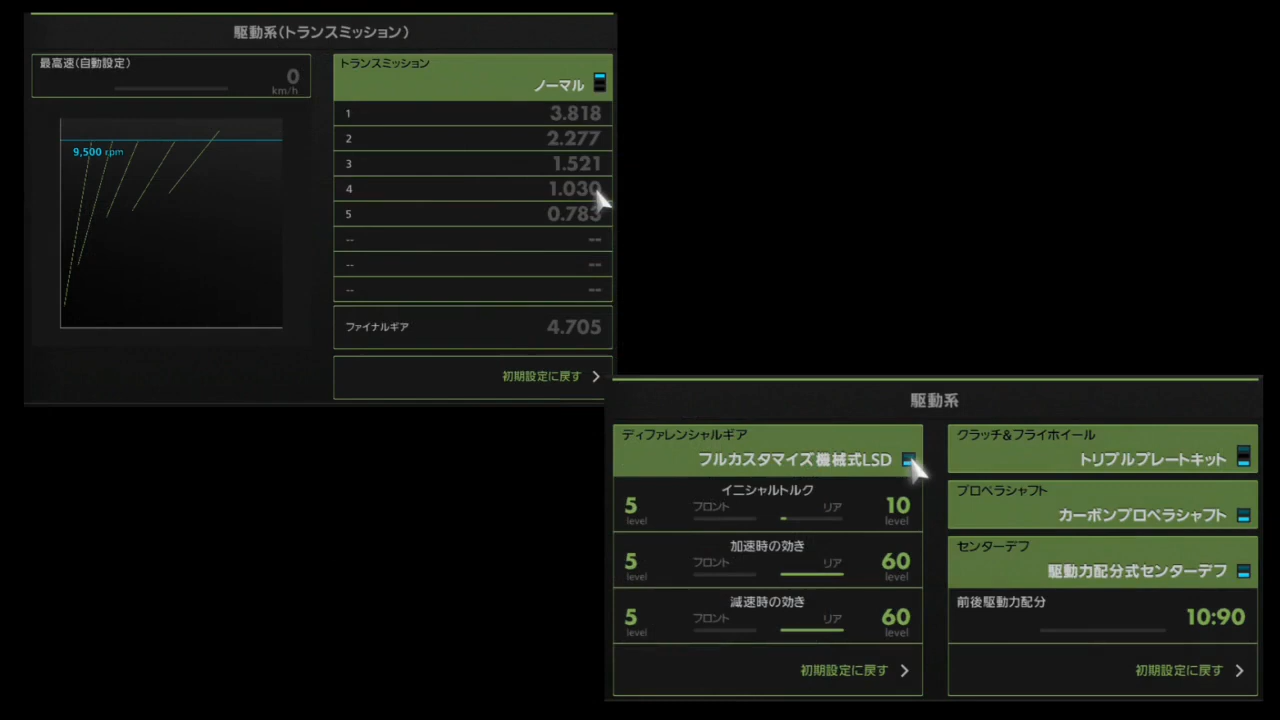 駆動系(トランスミッション)
最高速(自動設定)
0
km/h
9,500 rpm
トランスミッション
ノーマル
1 3.818
2 2.277
3 1.521
4 1.030
5 0.783
-- --
-- --
-- --
ファイナルギア 4.705
初期設定に戻す
駆動系
ディファレンシャルギア
フルカスタマイズ機械式LSD
イニシャルトルク
5 フロント リア 10
level level
加速時の効き
5 フロント リア 60
level level
減速時の効き
5 フロント リア 60
level level
初期設定に戻す
クラッチ&フライホイール
トリプルプレートキット
プロペラシャフト
カーボンプロペラシャフト
センターデフ
駆動力配分式センターデフ
前後駆動力配分
10:90
初期設定に戻す